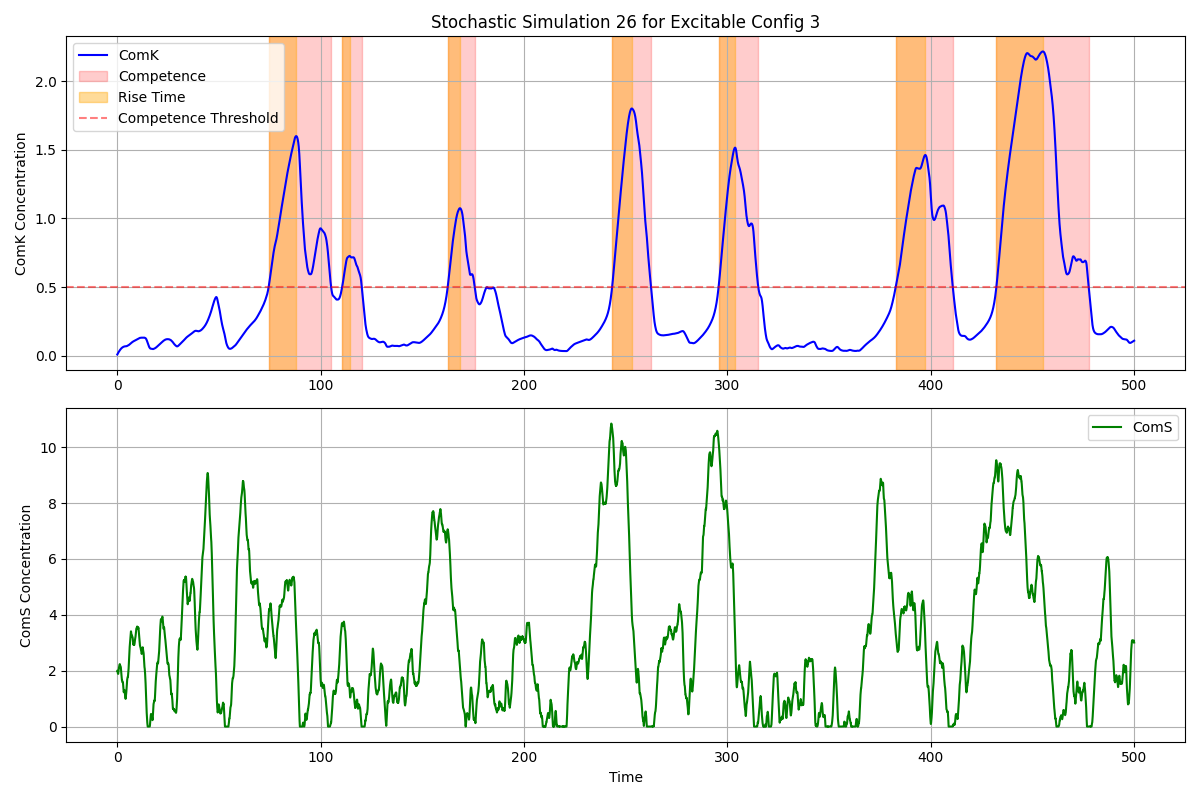 Stochastic Simulation 26 for Excitable Config 3
ComK
Competence
Rise Time
Competence Threshold
ComK Concentration
2.0
1.5
1.0
0.5
0.0
0 100 200 300 400 500
ComS
ComS Concentration
10
8
6
4
2
0
0 100 200 300 400 500
Time